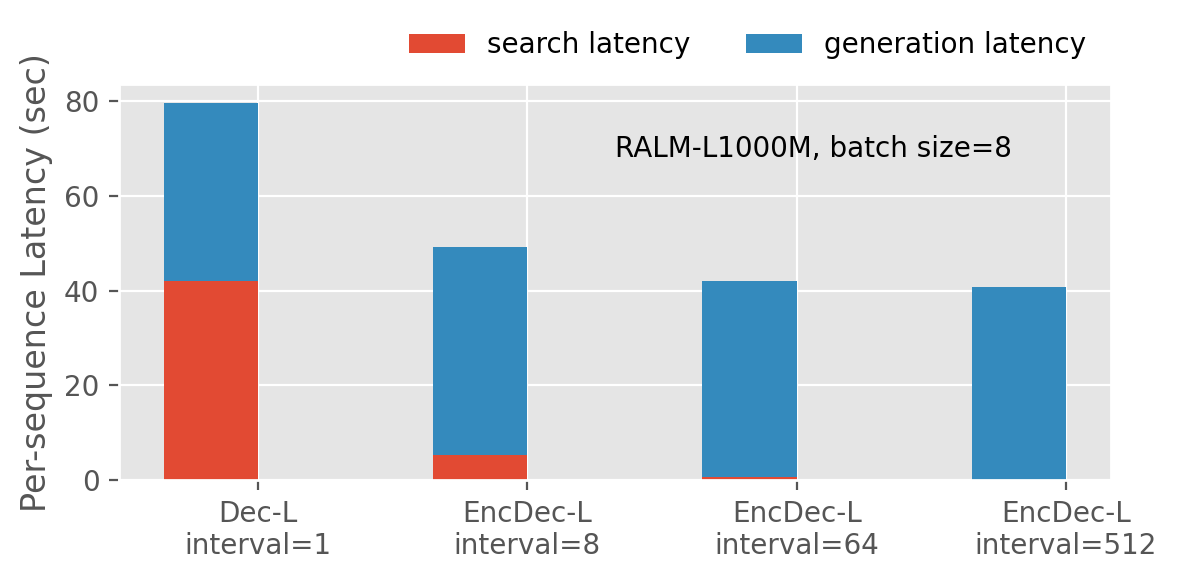 search latency
generation latency
Per-sequence Latency (sec)
80
60
40
20
0
RALM-L1000M, batch size=8
Dec-L
interval=1
EncDec-L
interval=8
EncDec-L
interval=64
EncDec-L
interval=512